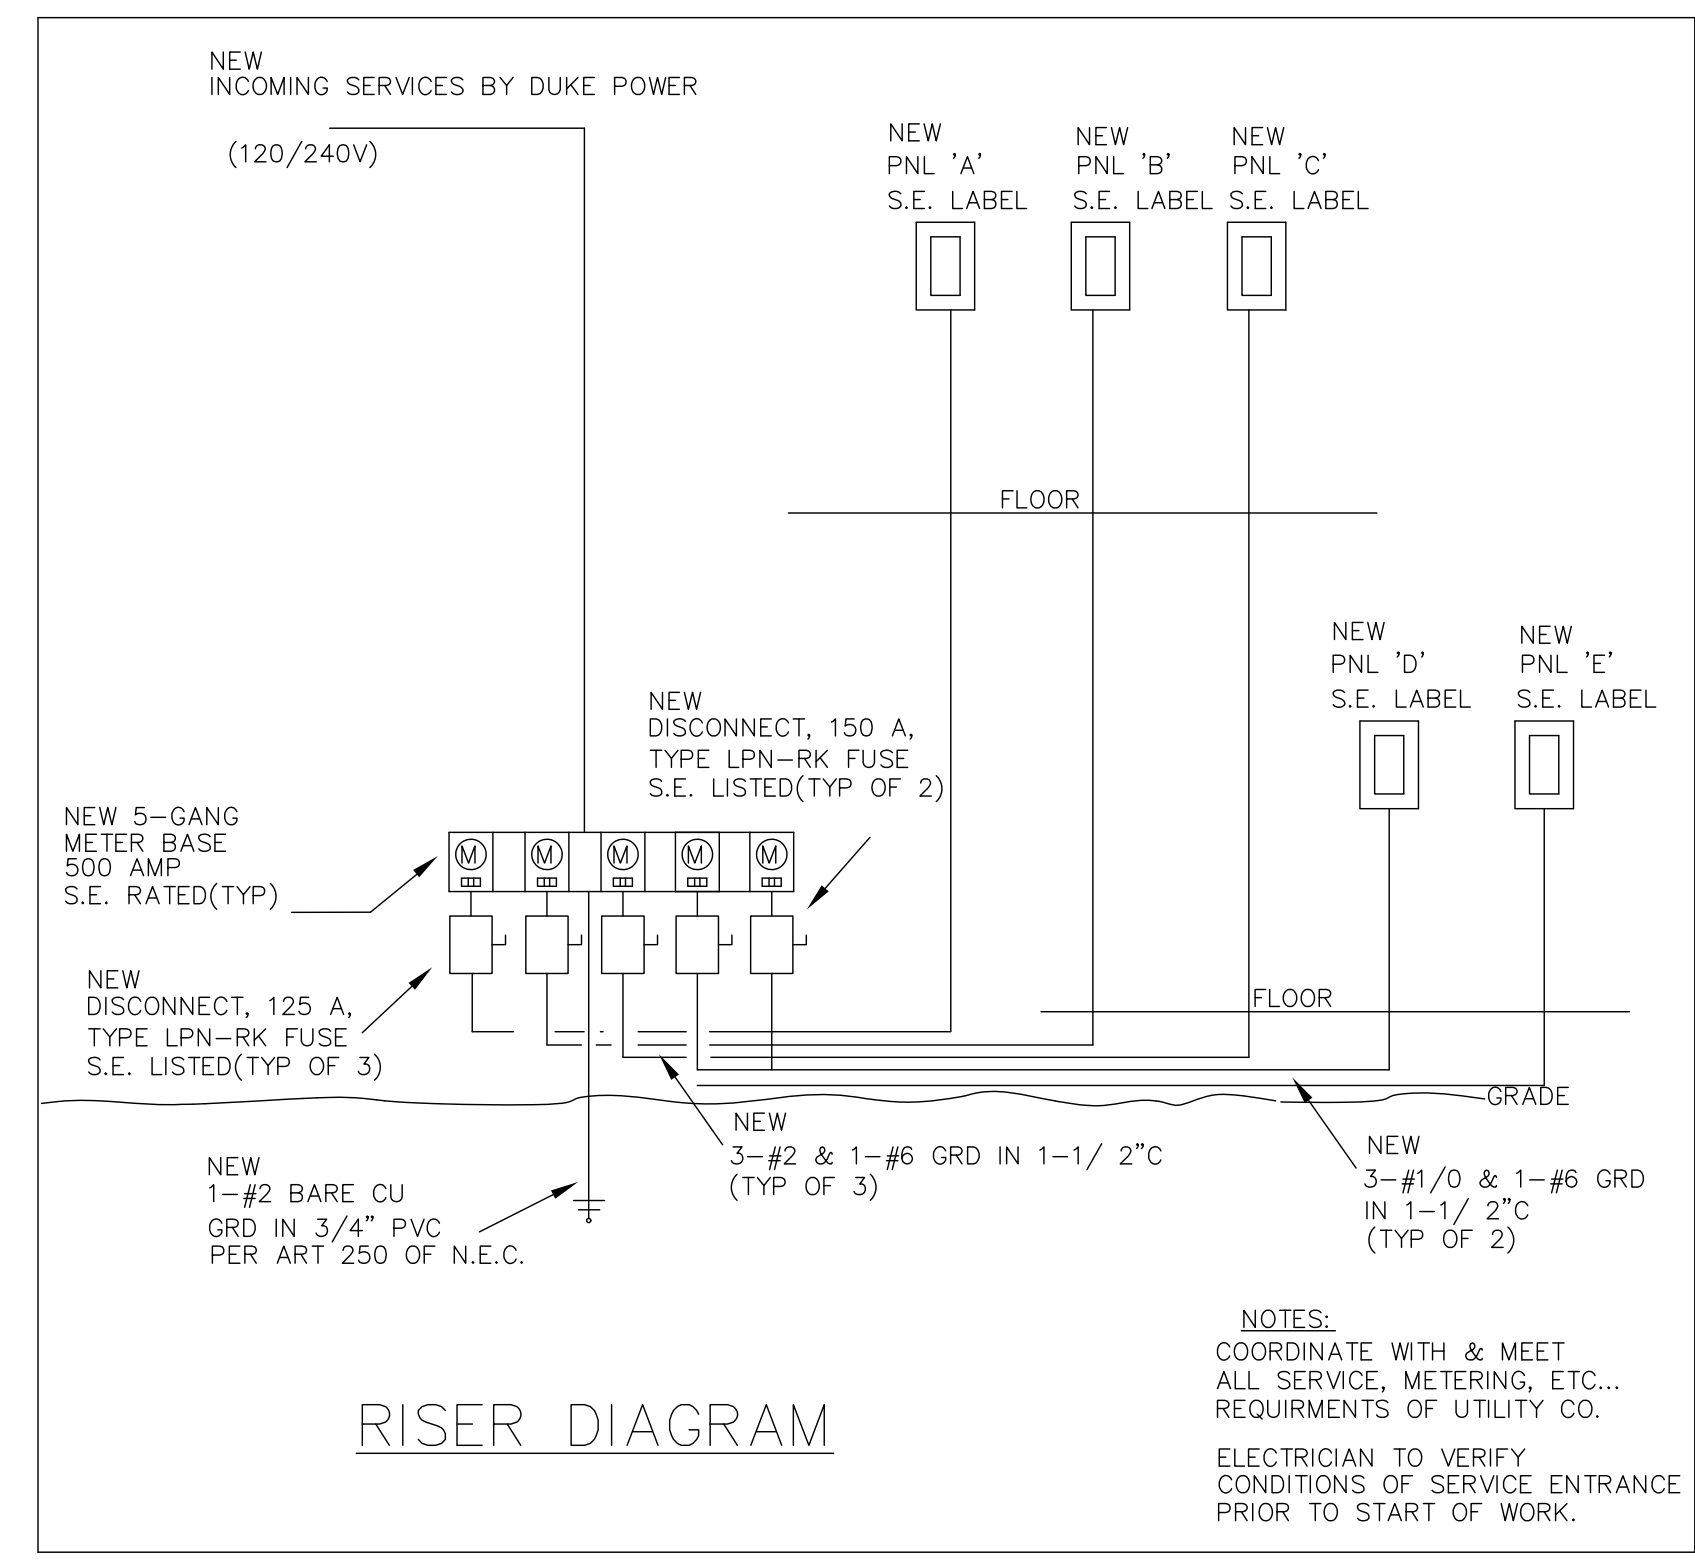 NEW
INCOMING SERVICES BY DUKE POWER
(120/240V)
NEW
PNL 'A'
S.E. LABEL
NEW
PNL 'B'
S.E. LABEL
NEW
PNL 'C'
S.E. LABEL
FLOOR
NEW
PNL 'D'
S.E. LABEL
NEW
PNL 'E'
S.E. LABEL
NEW
DISCONNECT, 150 A,
TYPE LPN-RK FUSE
S.E. LISTED(TYP OF 2)
NEW 5-GANG
METER BASE
500 AMP
S.E. RATED(TYP)
M M M M M
NEW
DISCONNECT, 125 A,
TYPE LPN-RK FUSE
S.E. LISTED(TYP OF 3)
FLOOR
GRADE
NEW
3-#2 & 1-#6 GRD IN 1-1/ 2"C
(TYP OF 3)
NEW
3-#1/0 & 1-#6 GRD
IN 1-1/ 2"C
(TYP OF 2)
NEW
1-#2 BARE CU
GRD IN 3/4" PVC
PER ART 250 OF N.E.C.
NOTES:
COORDINATE WITH & MEET
ALL SERVICE, METERING, ETC...
REQUIRMENTS OF UTILITY CO.
ELECTRICIAN TO VERIFY
CONDITIONS OF SERVICE ENTRANCE
PRIOR TO START OF WORK.
RISER DIAGRAM